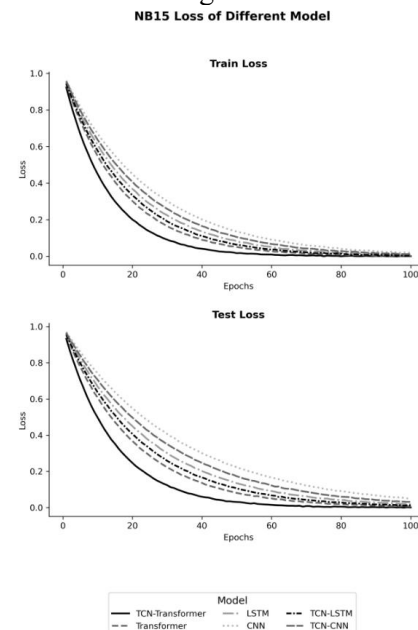 NB15 Loss of Different Model
Train Loss
1.0
0.8
0.6
0.4
0.2
0.0
Loss
0 20 40 60 80 100
Epochs
Test Loss
1.0
0.8
0.6
0.4
0.2
0.0
Loss
0 20 40 60 80 100
Epochs
Model
TCN-Transformer LSTM TCN-LSTM
Transformer CNN TCN-CNN